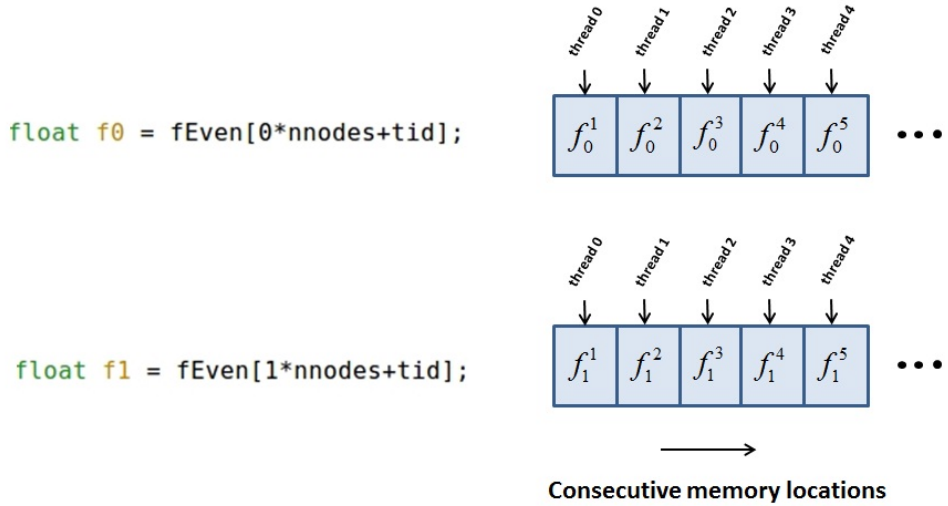 thread 0 thread 1 thread 2 thread 3 thread 4
float f0 = fEven[0*nnodes+tid];
f₀¹ f₀² f₀³ f₀⁴ f₀⁵ •••
thread 0 thread 1 thread 2 thread 3 thread 4
float f1 = fEven[1*nnodes+tid];
f₁¹ f₁² f₁³ f₁⁴ f₁⁵ •••
Consecutive memory locations